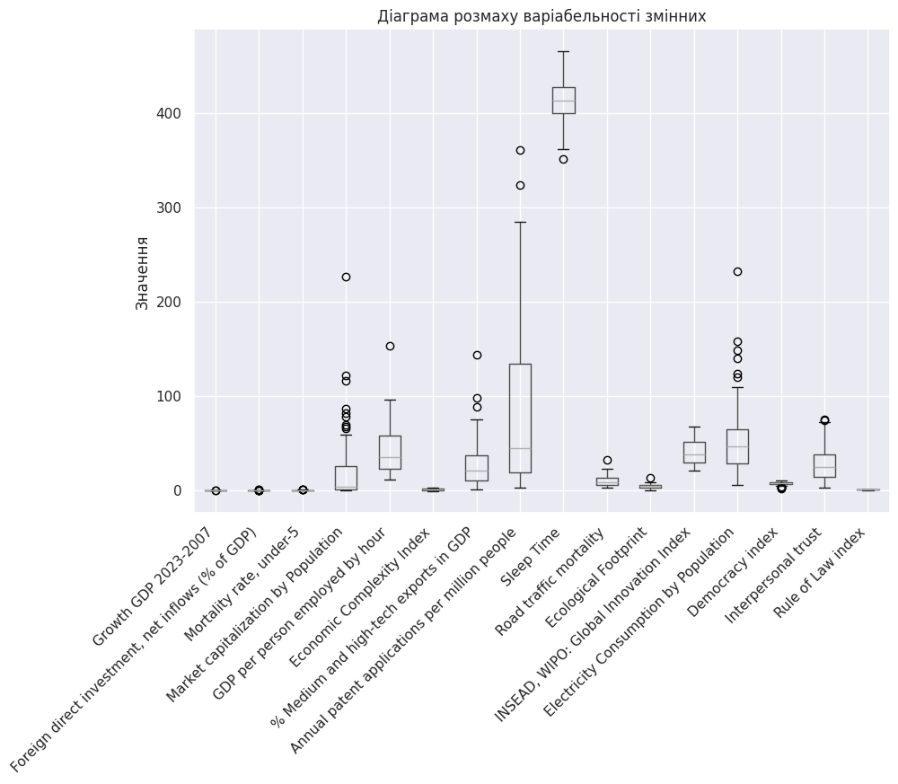 Діаграма розмаху варіабельності змінних
Значення
400
300
200
100
0
Growth GDP 2023-2007
Foreign direct investment, net inflows (% of GDP)
Mortality rate, under-5
Market capitalization by Population
GDP per person employed by hour
Economic Complexity Index
% Medium and high-tech exports in GDP
Annual patent applications per million people
Sleep Time
Road traffic mortality
Ecological Footprint
INSEAD, WIPO: Global Innovation Index
Electricity Consumption by Population
Democracy index
Interpersonal trust
Rule of Law index